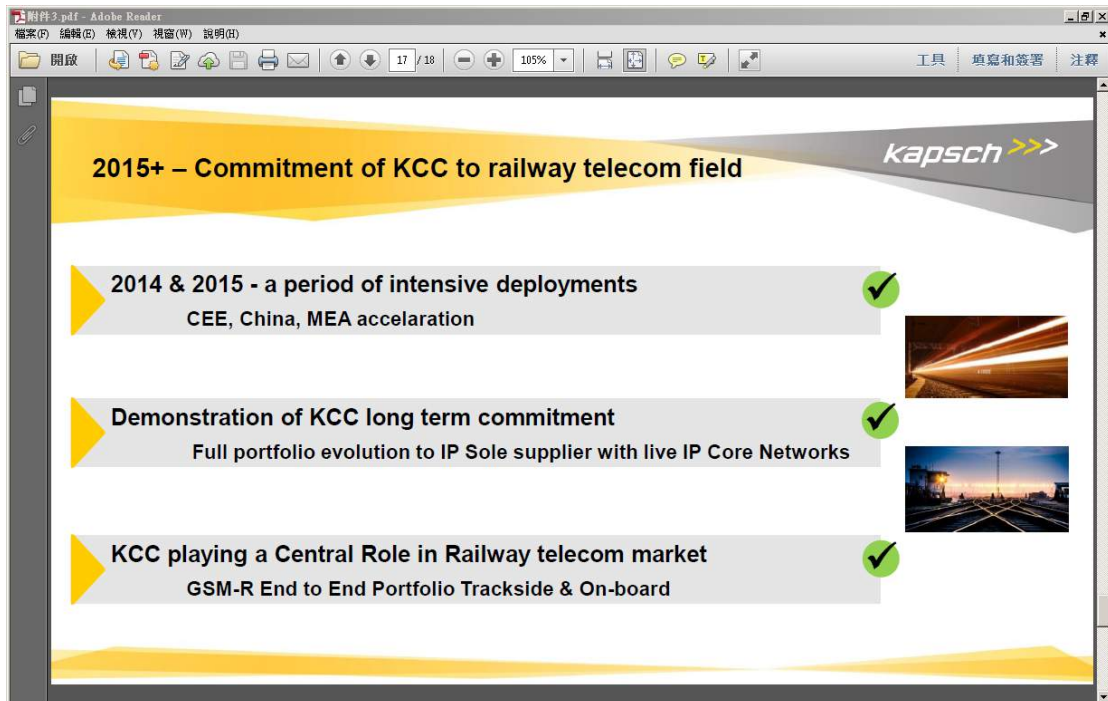 附件3.pdf - Adobe Reader
檔案(F) 編輯(E) 檢視(V) 視窗(W) 說明(H)
開啟 17 / 18 105% 工具 填寫和簽署 注釋
2015+ – Commitment of KCC to railway telecom field
kapsch >>>
2014 & 2015 - a period of intensive deployments
CEE, China, MEA accelaration
Demonstration of KCC long term commitment
Full portfolio evolution to IP Sole supplier with live IP Core Networks
KCC playing a Central Role in Railway telecom market
GSM-R End to End Portfolio Trackside & On-board